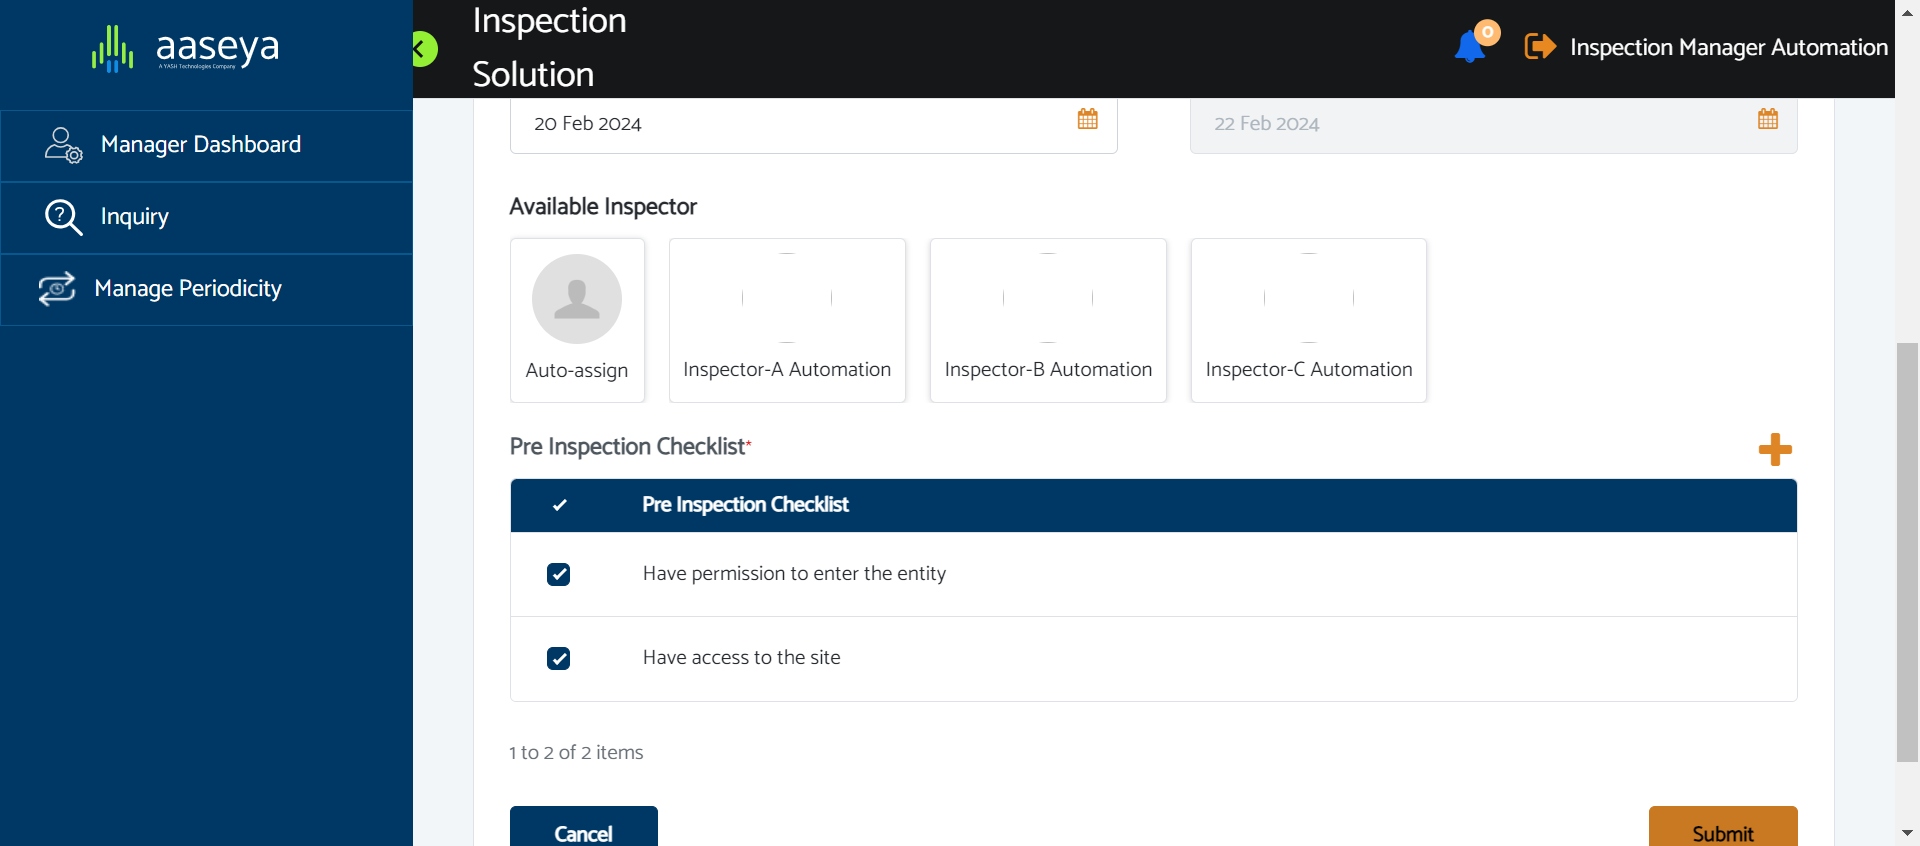 aaseya
A YASH Technologies Company
Inspection
Solution
0
Inspection Manager Automation
Manager Dashboard
Inquiry
Manage Periodicity
20 Feb 2024
22 Feb 2024
Available Inspector
Auto-assign
Inspector-A Automation
Inspector-B Automation
Inspector-C Automation
Pre Inspection Checklist*
Pre Inspection Checklist
Have permission to enter the entity
Have access to the site
1 to 2 of 2 items
Cancel
Submit